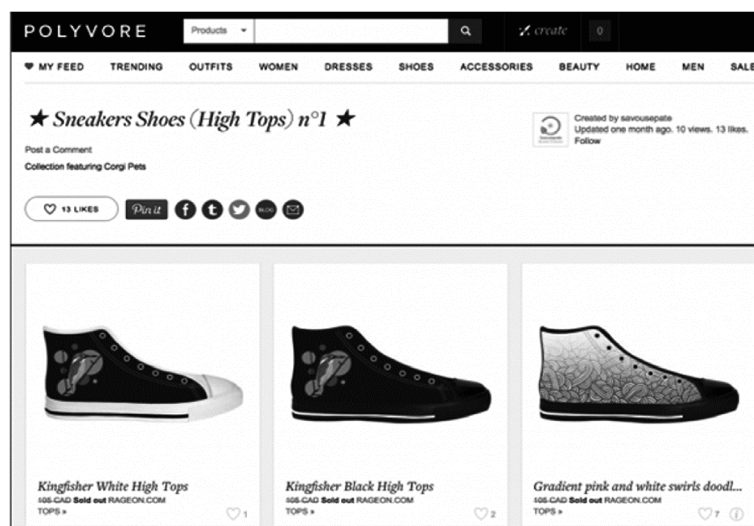 POLYVORE
Products
create
0
MY FEED TRENDING OUTFITS WOMEN DRESSES SHOES ACCESSORIES BEAUTY HOME MEN SALE
★ Sneakers Shoes (High Tops) n°1 ★
Post a Comment
Collection featuring Corgi Pets
Created by savousepate
Updated one month ago. 10 views. 13 likes.
Follow
13 LIKES
Pin it
BLOG
Kingfisher White High Tops
105 CAD Sold out RAGEON.COM
TOPS »
1
Kingfisher Black High Tops
105 CAD Sold out RAGEON.COM
TOPS »
2
Gradient pink and white swirls doodl...
105 CAD Sold out RAGEON.COM
TOPS »
7